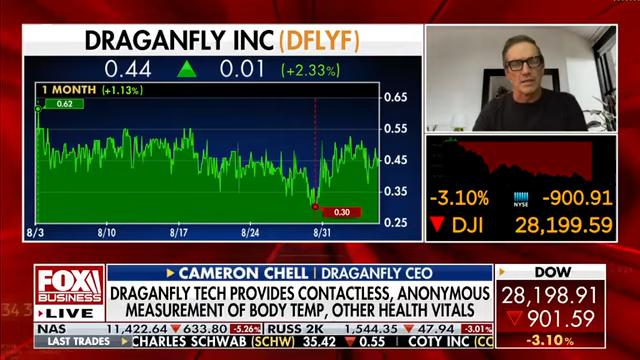 DRAGANFLY INC (DFLYF)
0.44 0.01 (+2.33%)
1 MONTH (+1.13%)
0.62
0.65
0.55
0.45
0.35
0.25
0.30
8/3 8/10 8/17 8/24 8/31
-3.10% NYSE -900.91
DJI 28,199.59
CAMERON CHELL | DRAGANFLY CEO
DRAGANFLY TECH PROVIDES CONTACTLESS, ANONYMOUS
MEASUREMENT OF BODY TEMP, OTHER HEALTH VITALS
FOX
BUSINESS
LIVE
DOW
28,198.91
901.59
-3.10%
NAS 11,422.64 633.80 -5.26% RUSS 2K 1,544.35 47.94 -3.01%
LAST TRADES CHARLES SCHWAB (SCHW) 35.42 0.55 COTY INC (CO